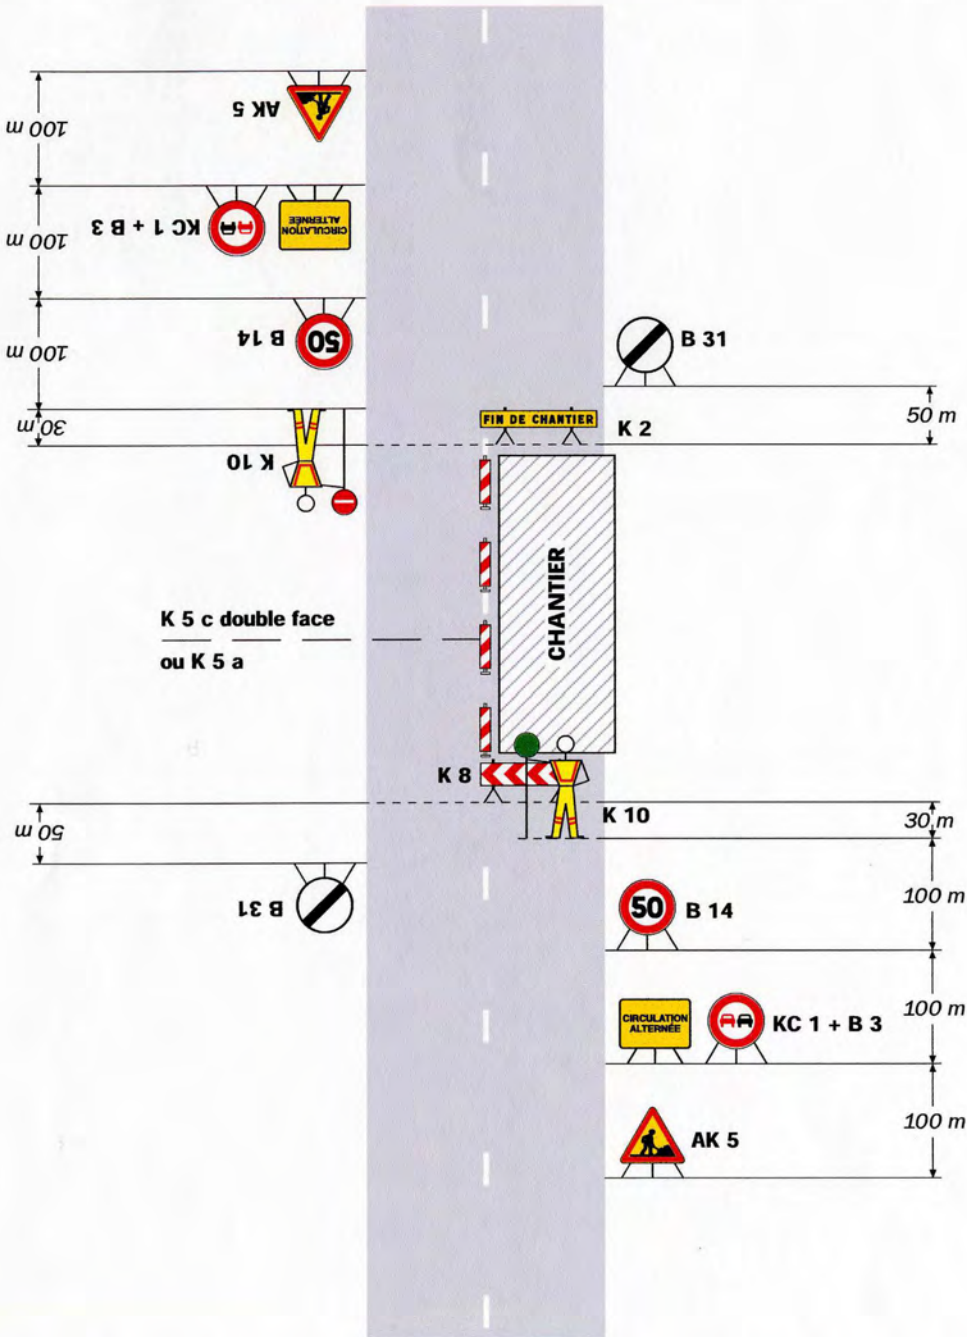 100 m
AK 5
100 m
KC 1 + B 3
CIRCULATION
ALTERNÉE
100 m
B 14
50
B 31
30 m
FIN DE CHANTIER
K 2
50 m
K 10
CHANTIER
K 5 c double face
ou K 5 a
K 8
K 10
30 m
50 m
B 31
50
B 14
100 m
CIRCULATION
ALTERNÉE
KC 1 + B 3
100 m
AK 5
100 m